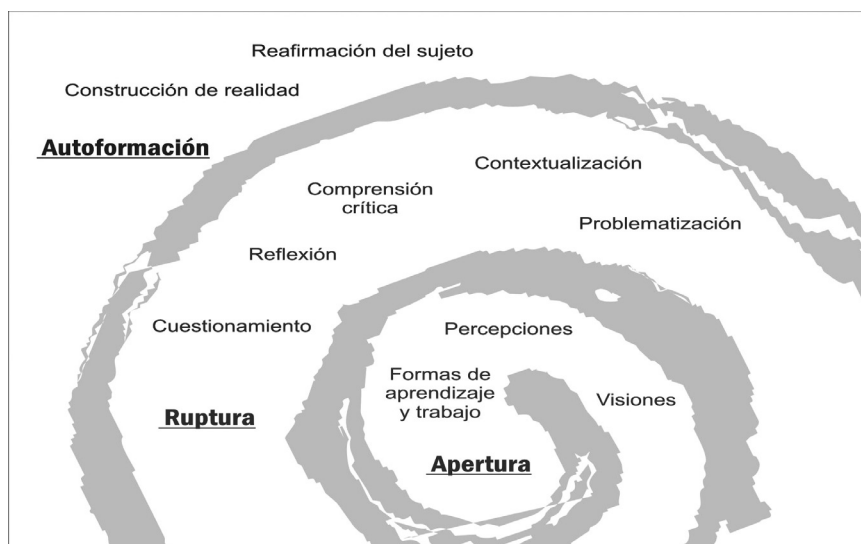 Reafirmación del sujeto
Construcción de realidad
Autoformación
Contextualización
Comprensión
crítica
Problematización
Reflexión
Cuestionamiento
Percepciones
Formas de
aprendizaje
y trabajo
Visiones
Ruptura
Apertura